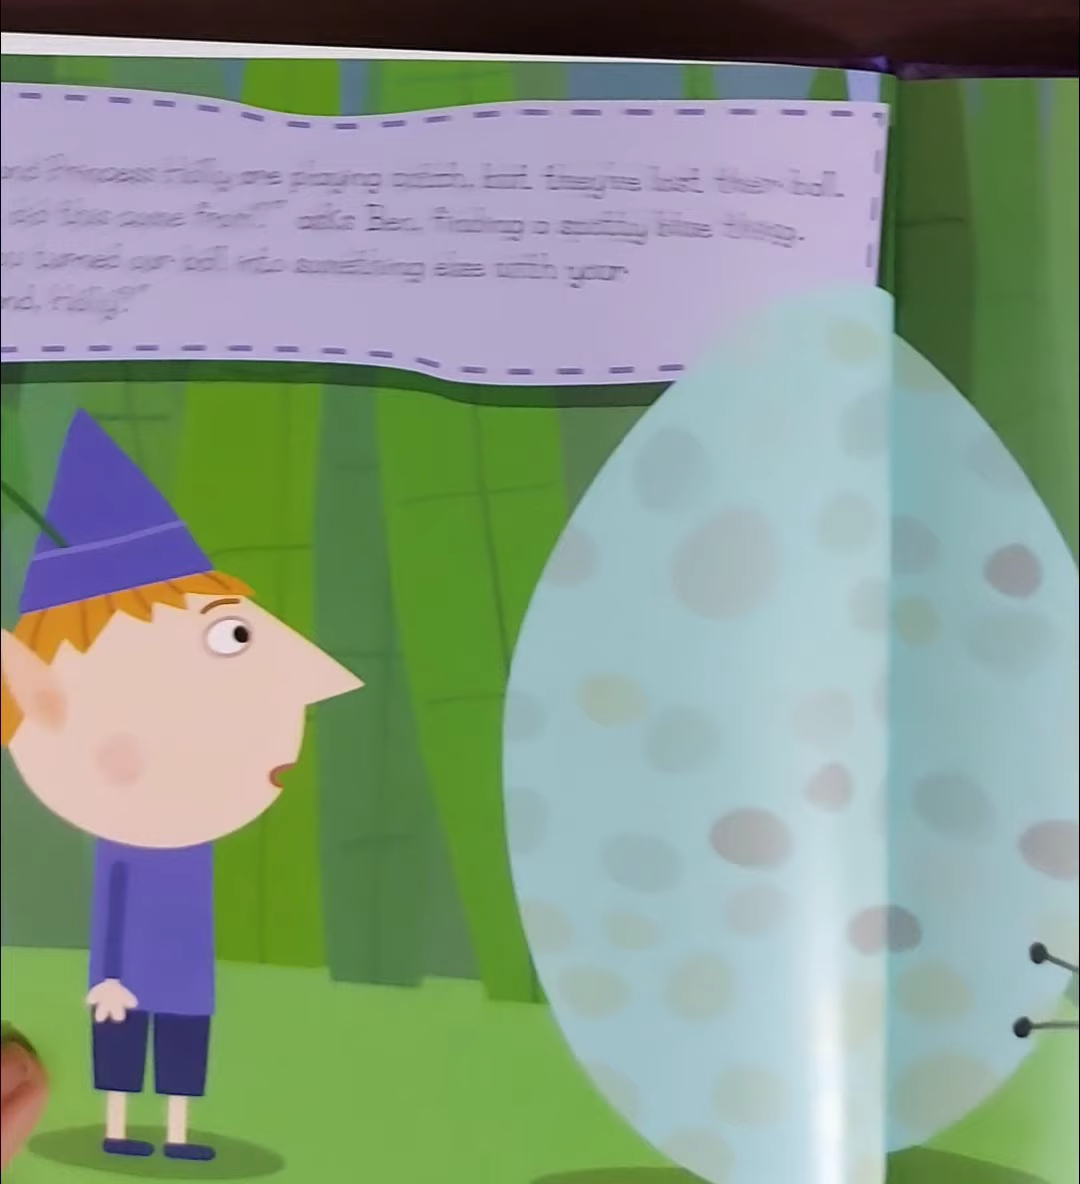 and Princess Holly are playing catch, but they've lost their ball.
did this come from?" asks Ben, finding a spotty blue thing.
turned our ball into something else with your
Holly?"